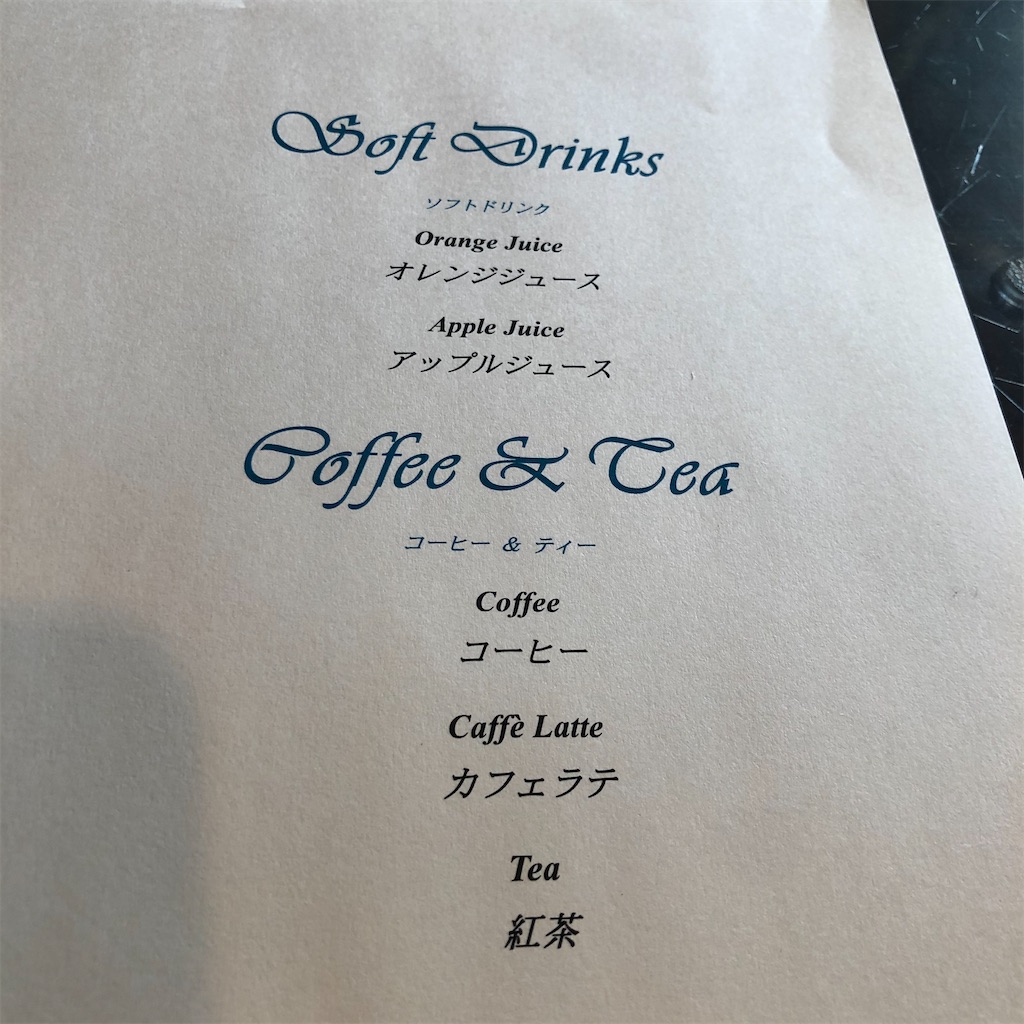 Soft Drinks
ソフトドリンク
Orange Juice
オレンジジュース
Apple Juice
アップルジュース
Coffee & Tea
コーヒー & ティー
Coffee
コーヒー
Caffè Latte
カフェラテ
Tea
紅茶